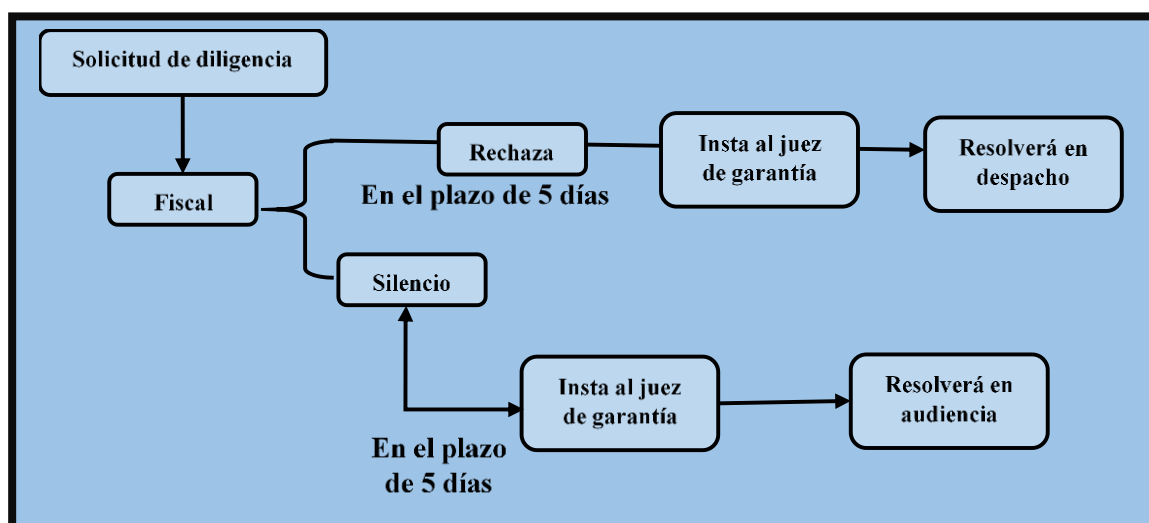 Solicitud de diligencia
Fiscal
Rechaza
En el plazo de 5 días
Insta al juez
de garantía
Resolverá en
despacho
Silencio
En el plazo
de 5 días
Insta al juez
de garantía
Resolverá en
audiencia